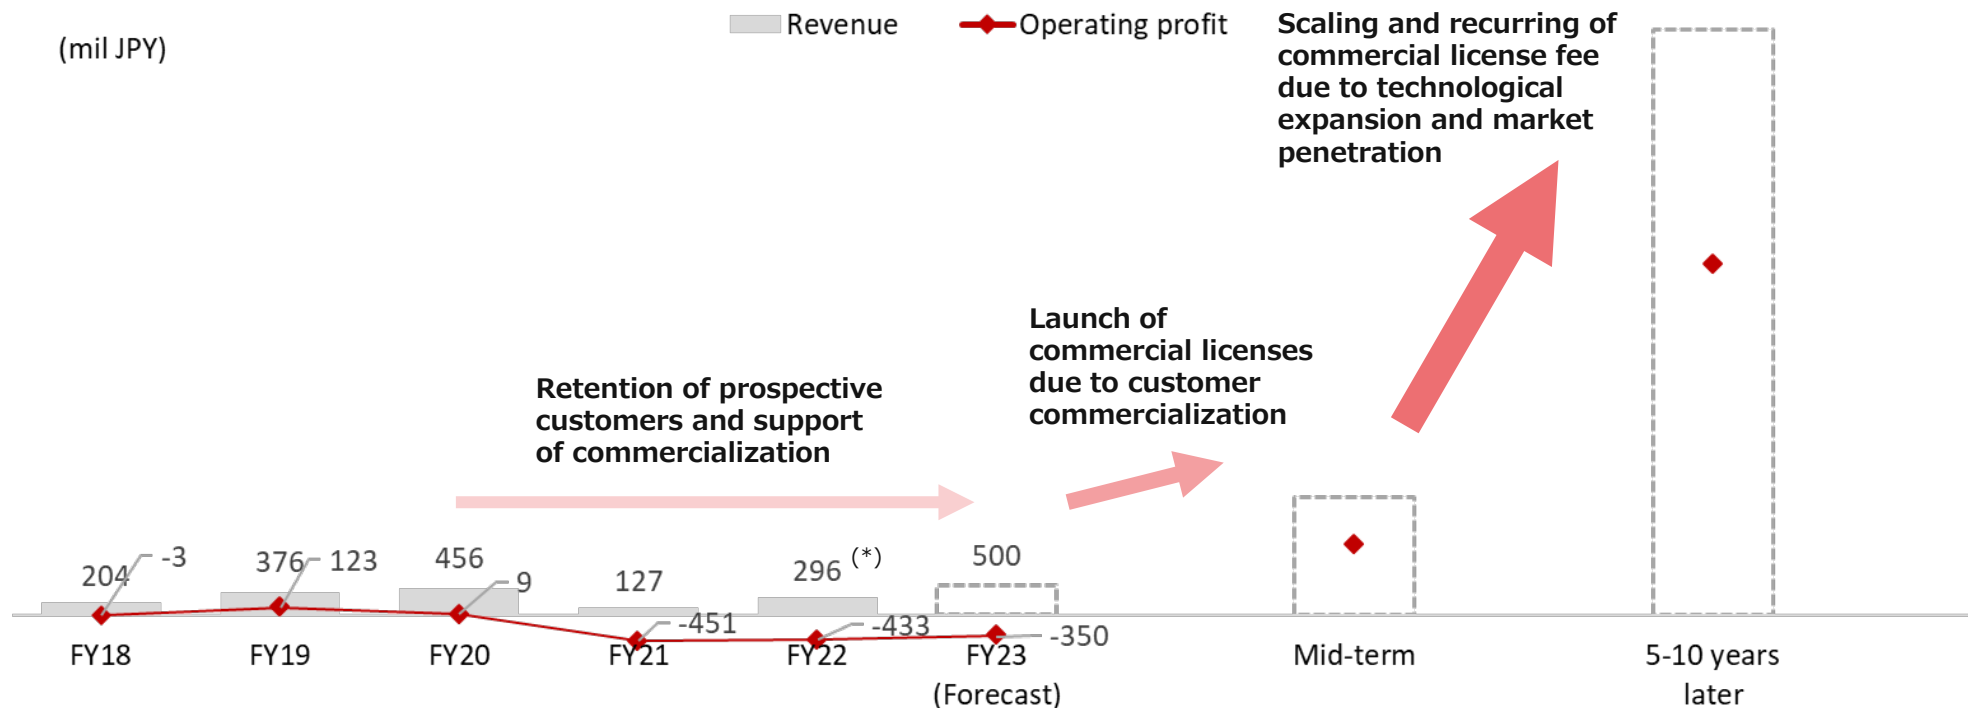 (mil JPY)
Revenue
Operating profit
Scaling and recurring of
commercial license fee
due to technological
expansion and market
penetration
Launch of
commercial licenses
due to customer
commercialization
Retention of prospective
customers and support
of commercialization
204
-3
376
123
456
9
127
-451
296
(*)
-433
500
-350
FY18
FY19
FY20
FY21
FY22
FY23
(Forecast)
Mid-term
5-10 years
later